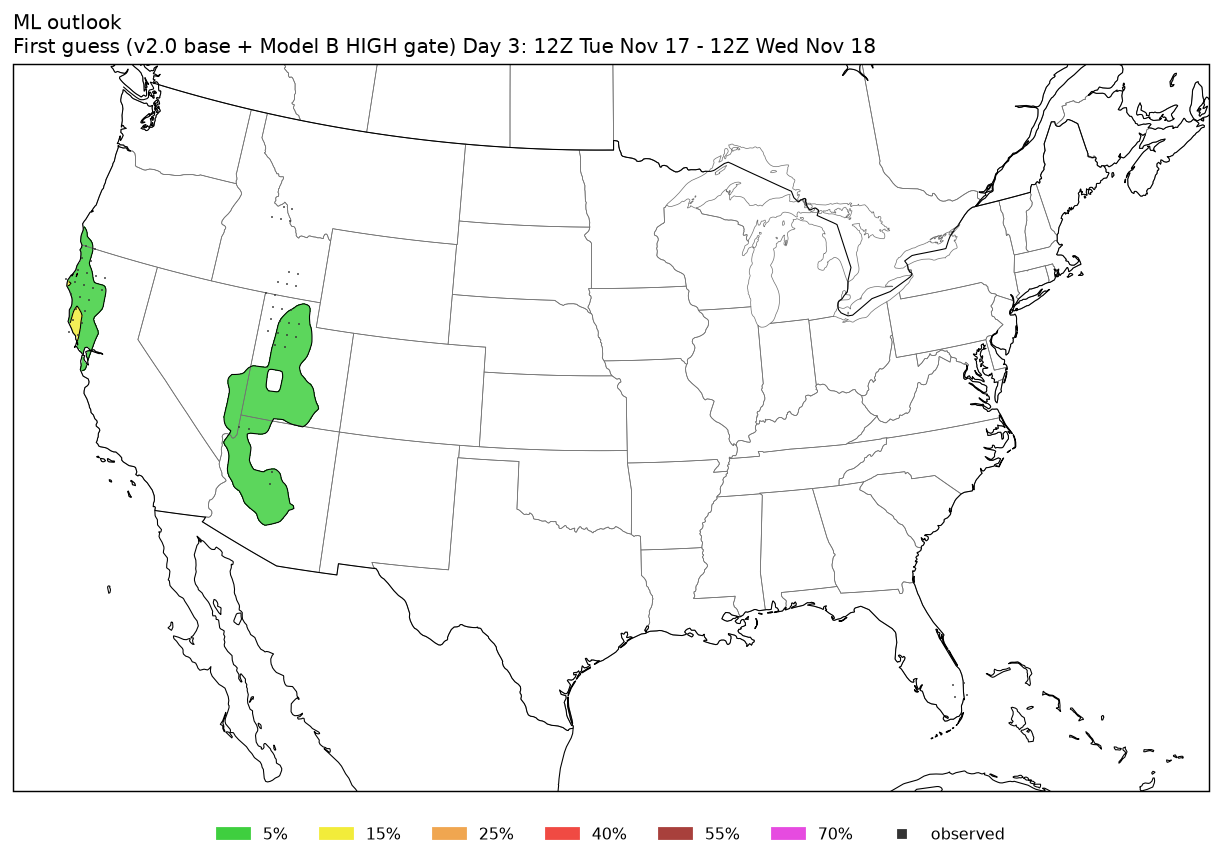 ML outlook
First guess (v2.0 base + Model B HIGH gate) Day 3: 12Z Tue Nov 17 - 12Z Wed Nov 18
5% 15% 25% 40% 55% 70% observed